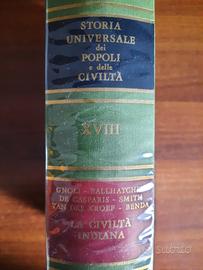 STORIA
UNIVERSALE
dei
POPOLI
e delle
CIVILTÀ
XVIII
GNOLI - BALLHATCHET
DE CASPARIS - SMITH
VAN DER KROEF - BENDA
LA CIVILTÀ
INDIANA
Subito